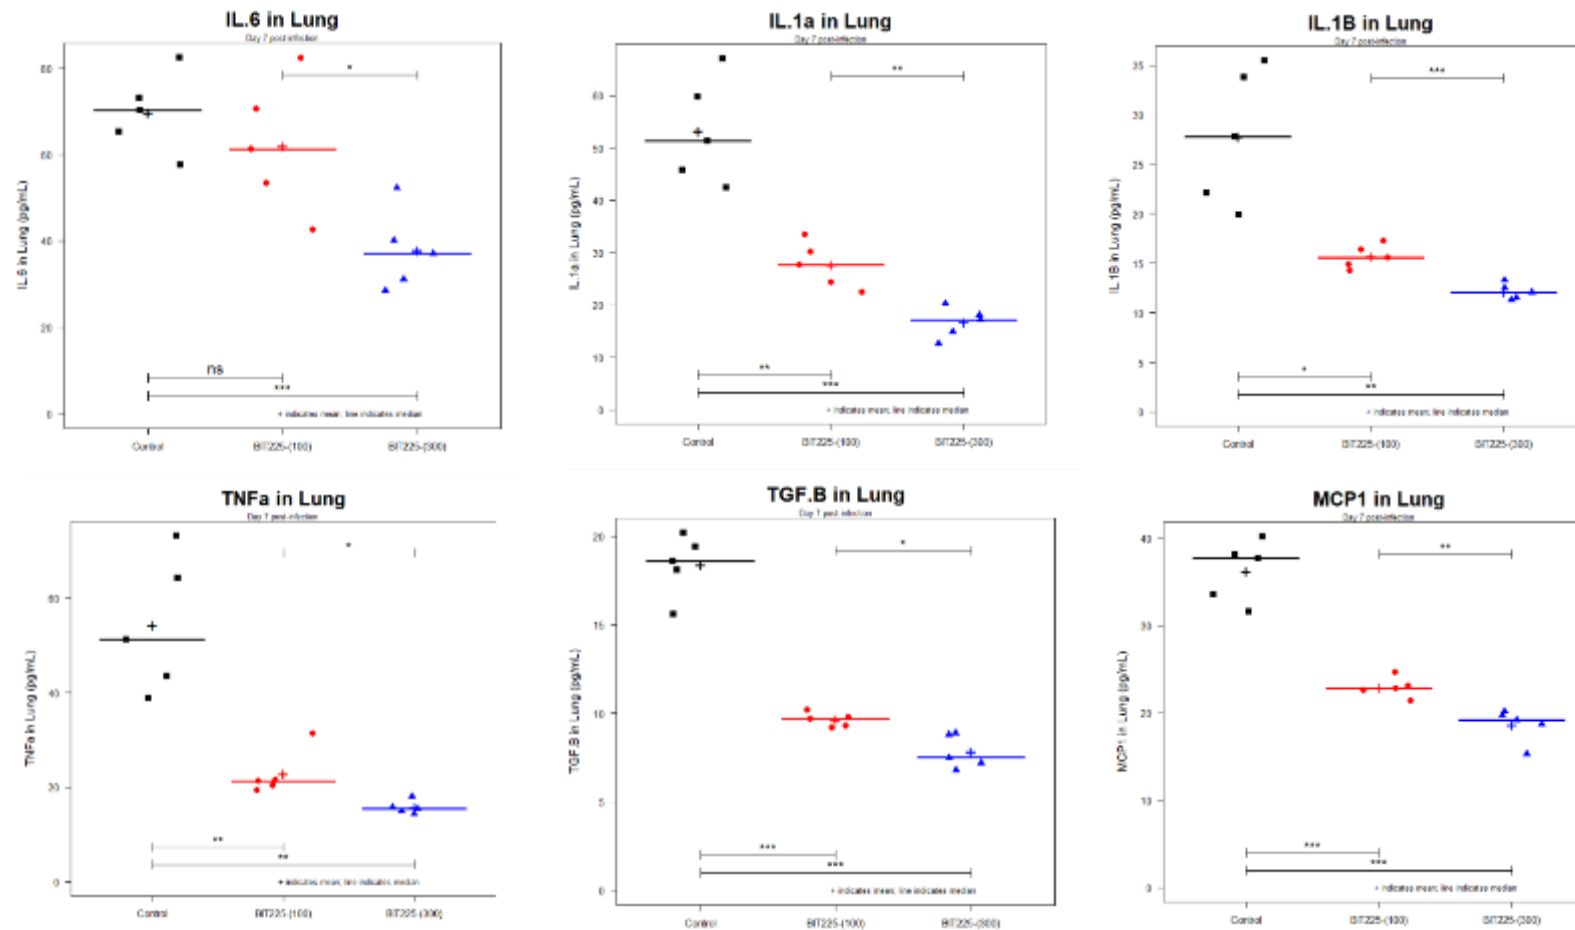 IL.6 in Lung
Day 7 post-infection
IL.6 in Lung (pg/mL)
80
60
40
20
0
*
ns
***
+ indicates mean; line indicates median
Control
BIT225-(100)
BIT225-(300)
IL.1a in Lung
Day 7 post-infection
IL.1a in Lung (pg/mL)
60
50
40
30
20
10
0
**
**
***
+ indicates mean; line indicates median
Control
BIT225-(100)
BIT225-(300)
IL.1B in Lung
Day 7 post-infection
IL.1B in Lung (pg/mL)
35
30
25
20
15
10
5
0
***
*
**
+ indicates mean; line indicates median
Control
BIT225-(100)
BIT225-(300)
TNFa in Lung
Day 7 post-infection
TNFa in Lung (pg/mL)
60
40
20
0
*
**
**
+ indicates mean; line indicates median
Control
BIT225-(100)
BIT225-(300)
TGF.B in Lung
Day 7 post-infection
TGF.B in Lung (pg/mL)
20
15
10
5
0
*
***
***
+ indicates mean; line indicates median
Control
BIT225-(100)
BIT225-(300)
MCP1 in Lung
Day 7 post-infection
MCP1 in Lung (pg/mL)
40
30
20
10
0
**
***
***
+ indicates mean; line indicates median
Control
BIT225-(100)
BIT225-(300)